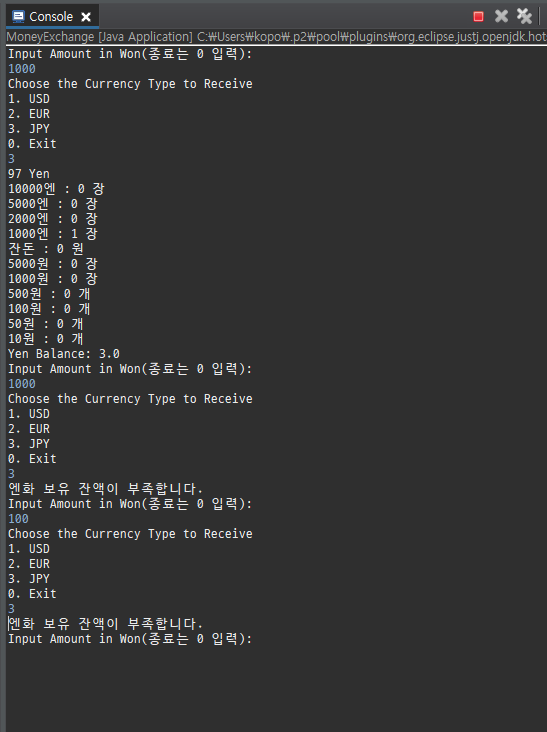 Console
MoneyExchange [Java Application] C:₩Users₩kopo₩.p2₩pool₩plugins₩org.eclipse.justj.openjdk.hots
Input Amount in Won(종료는 0 입력):
1000
Choose the Currency Type to Receive
1. USD
2. EUR
3. JPY
0. Exit
3
97 Yen
10000엔 : 0 장
5000엔 : 0 장
2000엔 : 0 장
1000엔 : 1 장
잔돈 : 0 원
5000원 : 0 장
1000원 : 0 장
500원 : 0 개
100원 : 0 개
50원 : 0 개
10원 : 0 개
Yen Balance: 3.0
Input Amount in Won(종료는 0 입력):
1000
Choose the Currency Type to Receive
1. USD
2. EUR
3. JPY
0. Exit
3
엔화 보유 잔액이 부족합니다.
Input Amount in Won(종료는 0 입력):
100
Choose the Currency Type to Receive
1. USD
2. EUR
3. JPY
0. Exit
3
엔화 보유 잔액이 부족합니다.
Input Amount in Won(종료는 0 입력):